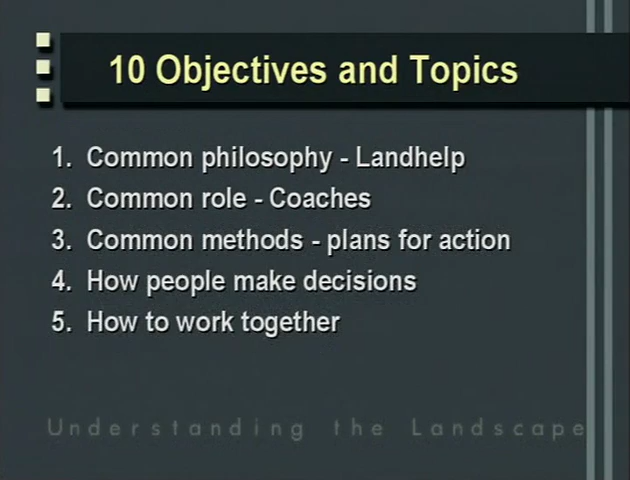 10 Objectives and Topics
1. Common philosophy - Landhelp
2. Common role - Coaches
3. Common methods - plans for action
4. How people make decisions
5. How to work together
Understanding the Landscape